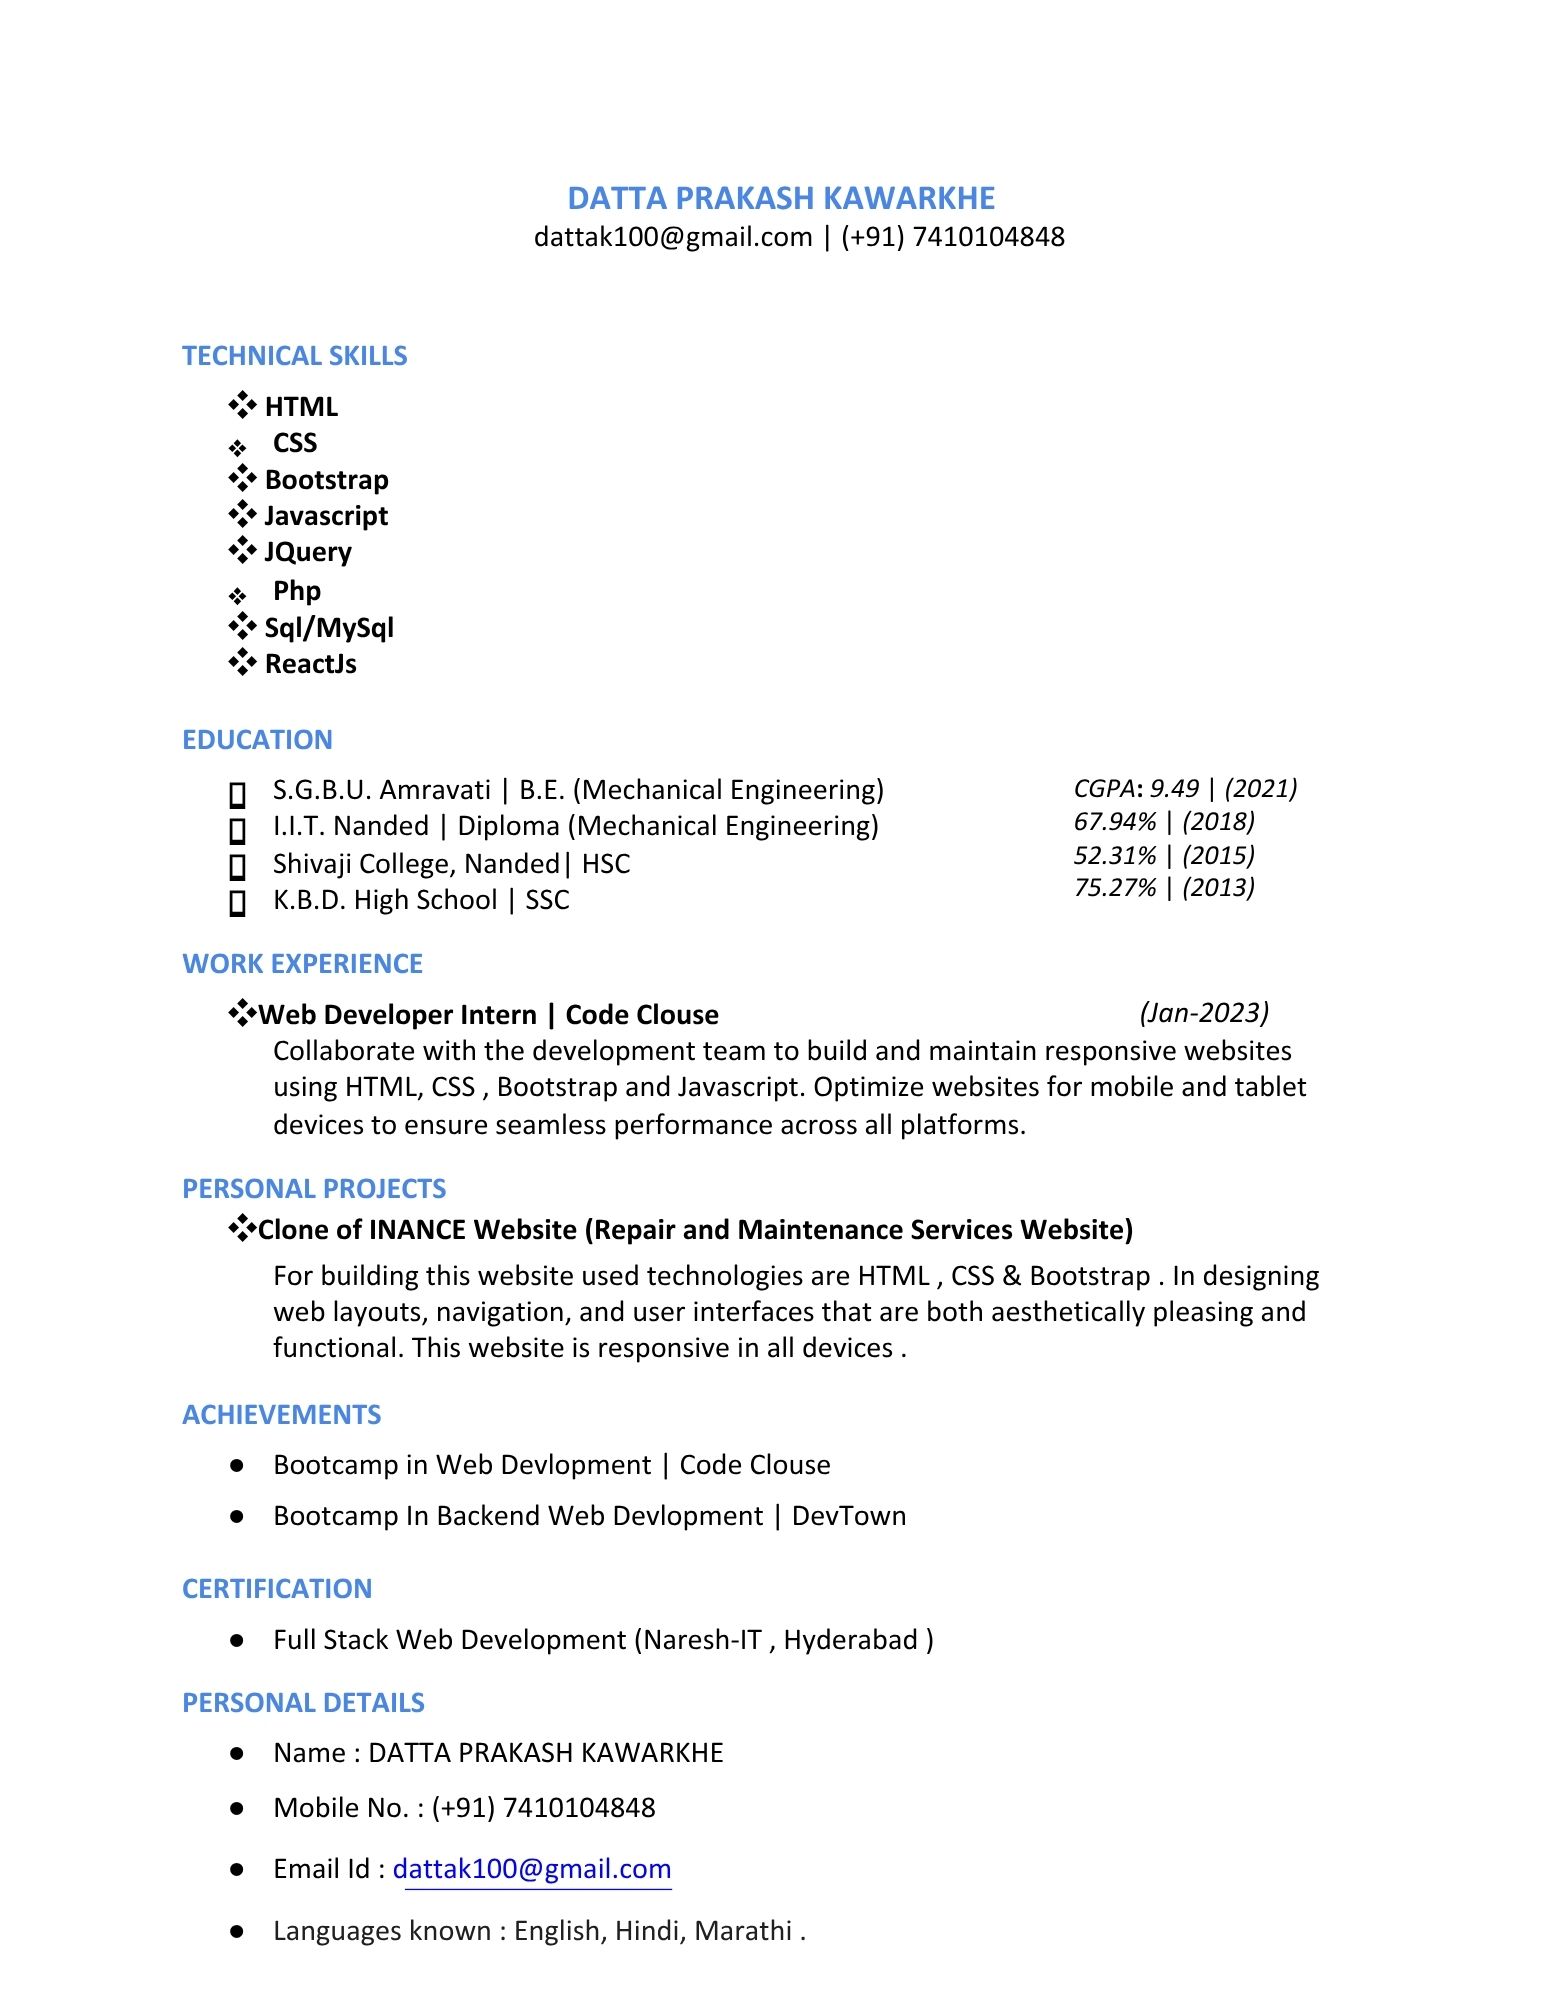 DATTA PRAKASH KAWARKHE
dattak100@gmail.com | (+91) 7410104848
TECHNICAL SKILLS
❖ HTML
❖ CSS
❖ Bootstrap
❖ Javascript
❖ JQuery
❖ Php
❖ Sql/MySql
❖ ReactJs
EDUCATION
S.G.B.U. Amravati | B.E. (Mechanical Engineering) CGPA: 9.49 | (2021)
I.I.T. Nanded | Diploma (Mechanical Engineering) 67.94% | (2018)
Shivaji College, Nanded| HSC 52.31% | (2015)
K.B.D. High School | SSC 75.27% | (2013)
WORK EXPERIENCE
❖Web Developer Intern | Code Clouse (Jan-2023)
Collaborate with the development team to build and maintain responsive websites
using HTML, CSS , Bootstrap and Javascript. Optimize websites for mobile and tablet
devices to ensure seamless performance across all platforms.
PERSONAL PROJECTS
❖Clone of INANCE Website (Repair and Maintenance Services Website)
For building this website used technologies are HTML , CSS & Bootstrap . In designing
web layouts, navigation, and user interfaces that are both aesthetically pleasing and
functional. This website is responsive in all devices .
ACHIEVEMENTS
● Bootcamp in Web Devlopment | Code Clouse
● Bootcamp In Backend Web Devlopment | DevTown
CERTIFICATION
● Full Stack Web Development (Naresh-IT , Hyderabad )
PERSONAL DETAILS
● Name : DATTA PRAKASH KAWARKHE
● Mobile No. : (+91) 7410104848
● Email Id : dattak100@gmail.com
● Languages known : English, Hindi, Marathi .